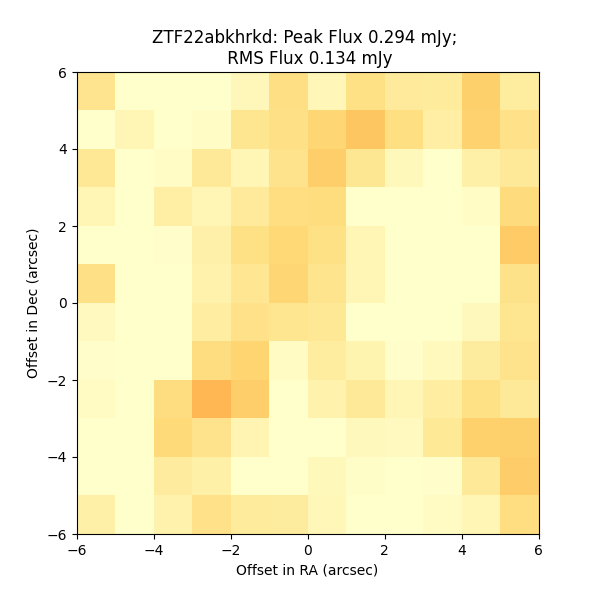 ZTF22abkhrkd: Peak Flux 0.294 mJy;
RMS Flux 0.134 mJy
6
4
2
0
−2
−4
−6
Offset in Dec (arcsec)
−6 −4 −2 0 2 4 6
Offset in RA (arcsec)